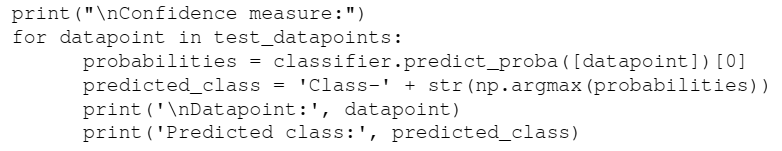 print("\nConfidence measure:")
for datapoint in test_datapoints:
      probabilities = classifier.predict_proba([datapoint])[0]
      predicted_class = 'Class-' + str(np.argmax(probabilities))
      print('\nDatapoint:', datapoint)
      print('Predicted class:', predicted_class)